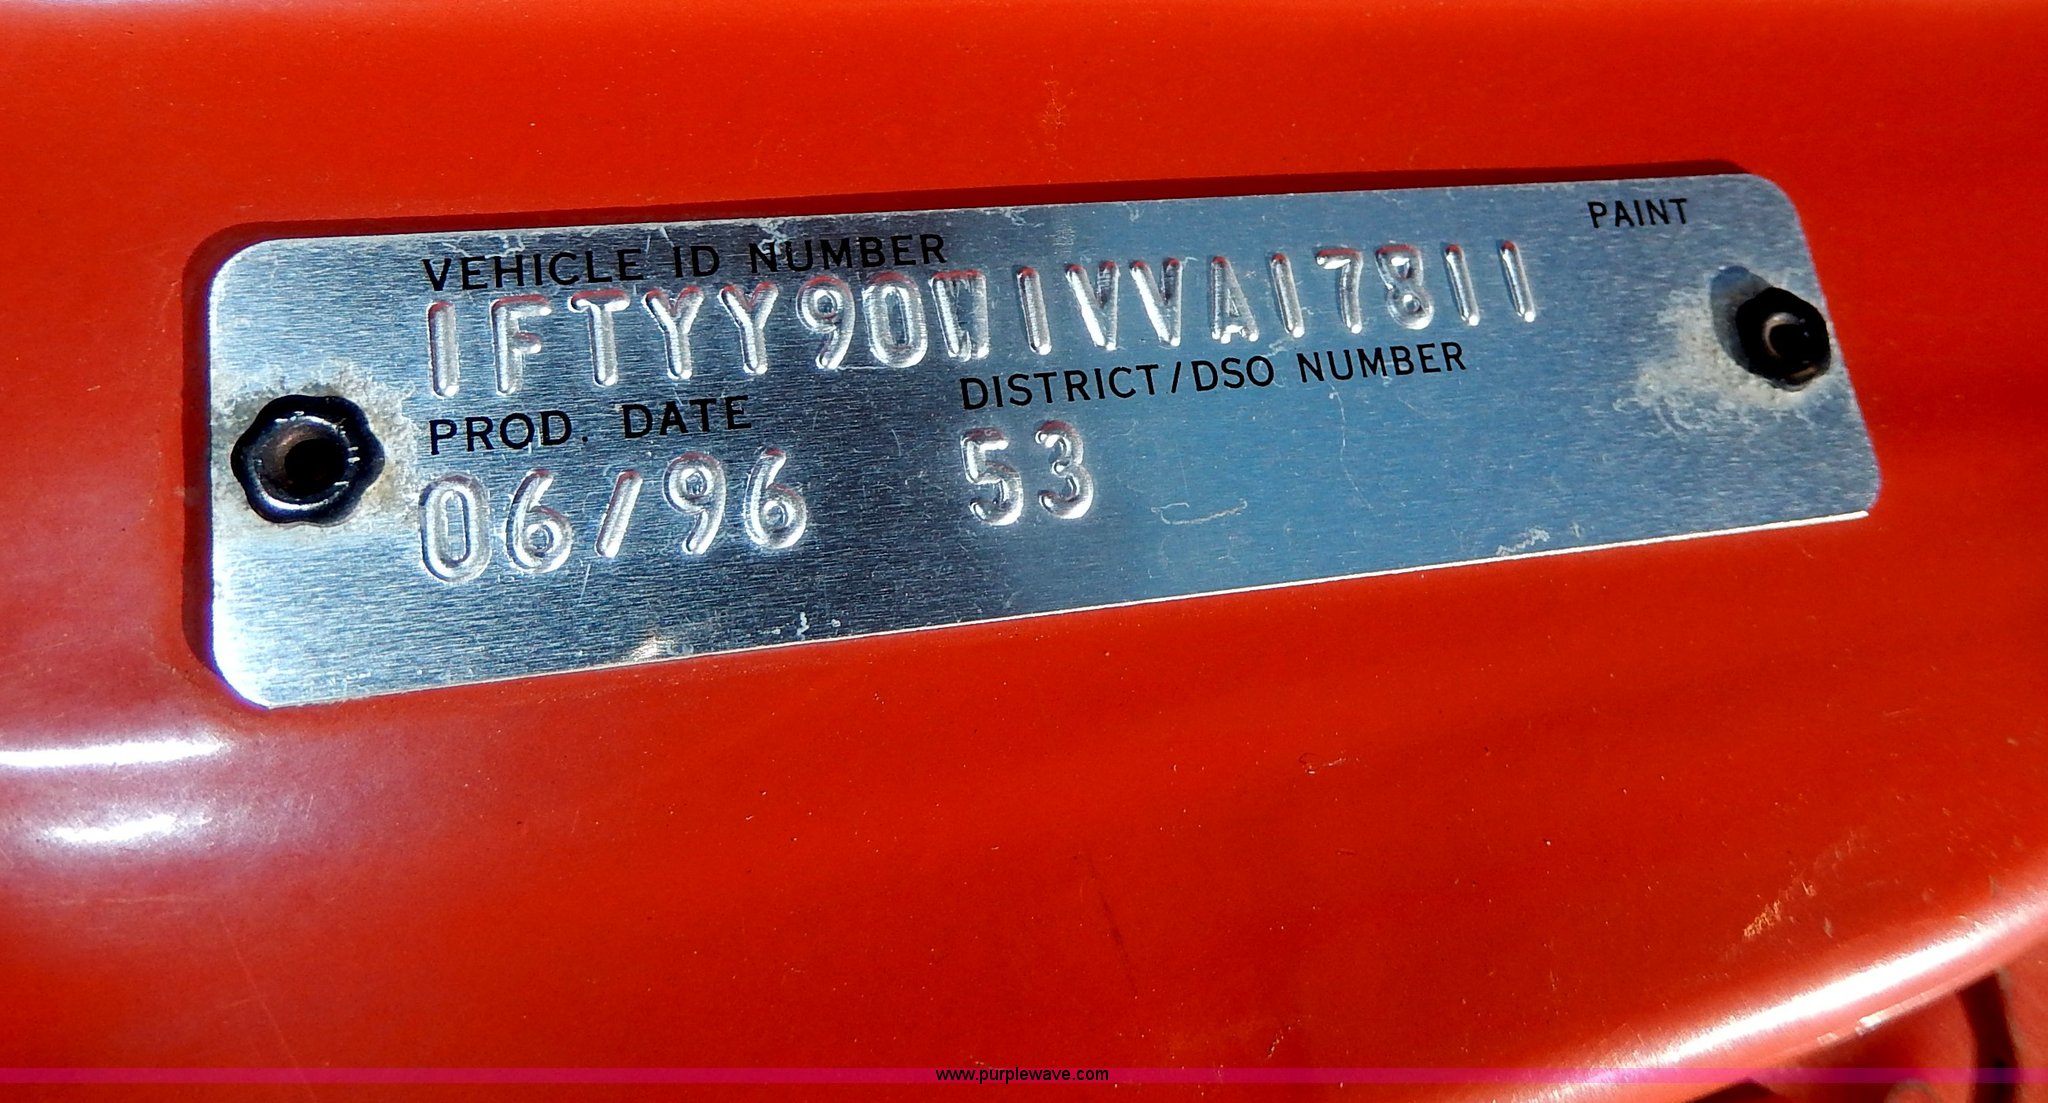 VEHICLE ID NUMBER
PAINT
1FTYY90W1VVA17811
PROD. DATE
DISTRICT/DSO NUMBER
06/96
53
www.purplewave.com